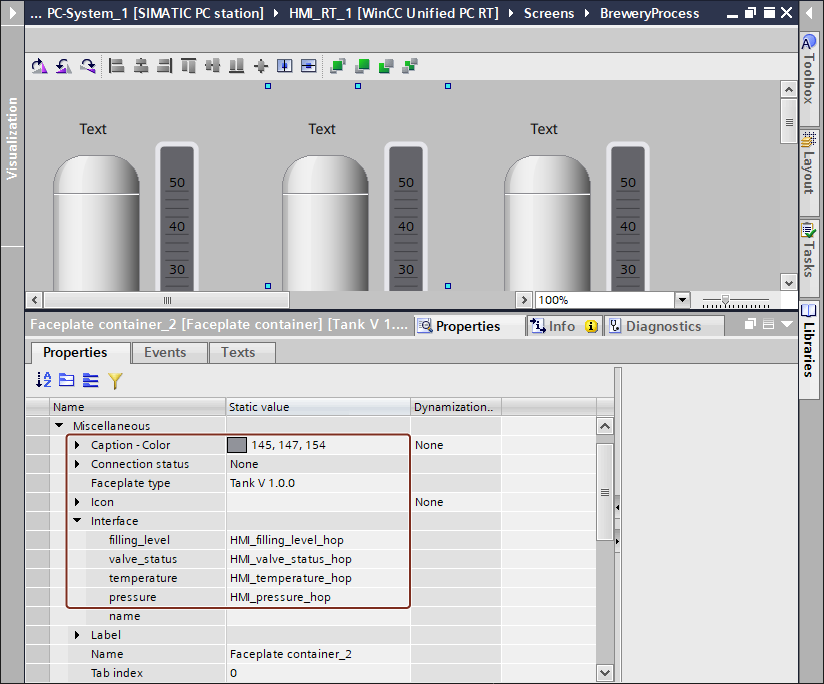 ... PC-System_1 [SIMATIC PC station] HMI_RT_1 [WinCC Unified PC RT] Screens BreweryProcess
Visualization
Text Text Text
50 50 50
40 40 40
30 30 30
100%
Toolbox
Layout
Tasks
Libraries
Faceplate container_2 [Faceplate container] [Tank V 1.... Properties Info Diagnostics
Properties Events Texts
Name Static value Dynamization..
Miscellaneous
Caption - Color 145, 147, 154 None
Connection status None
Faceplate type Tank V 1.0.0
Icon None
Interface
filling_level HMI_filling_level_hop
valve_status HMI_valve_status_hop
temperature HMI_temperature_hop
pressure HMI_pressure_hop
name
Label
Name Faceplate container_2
Tab index 0